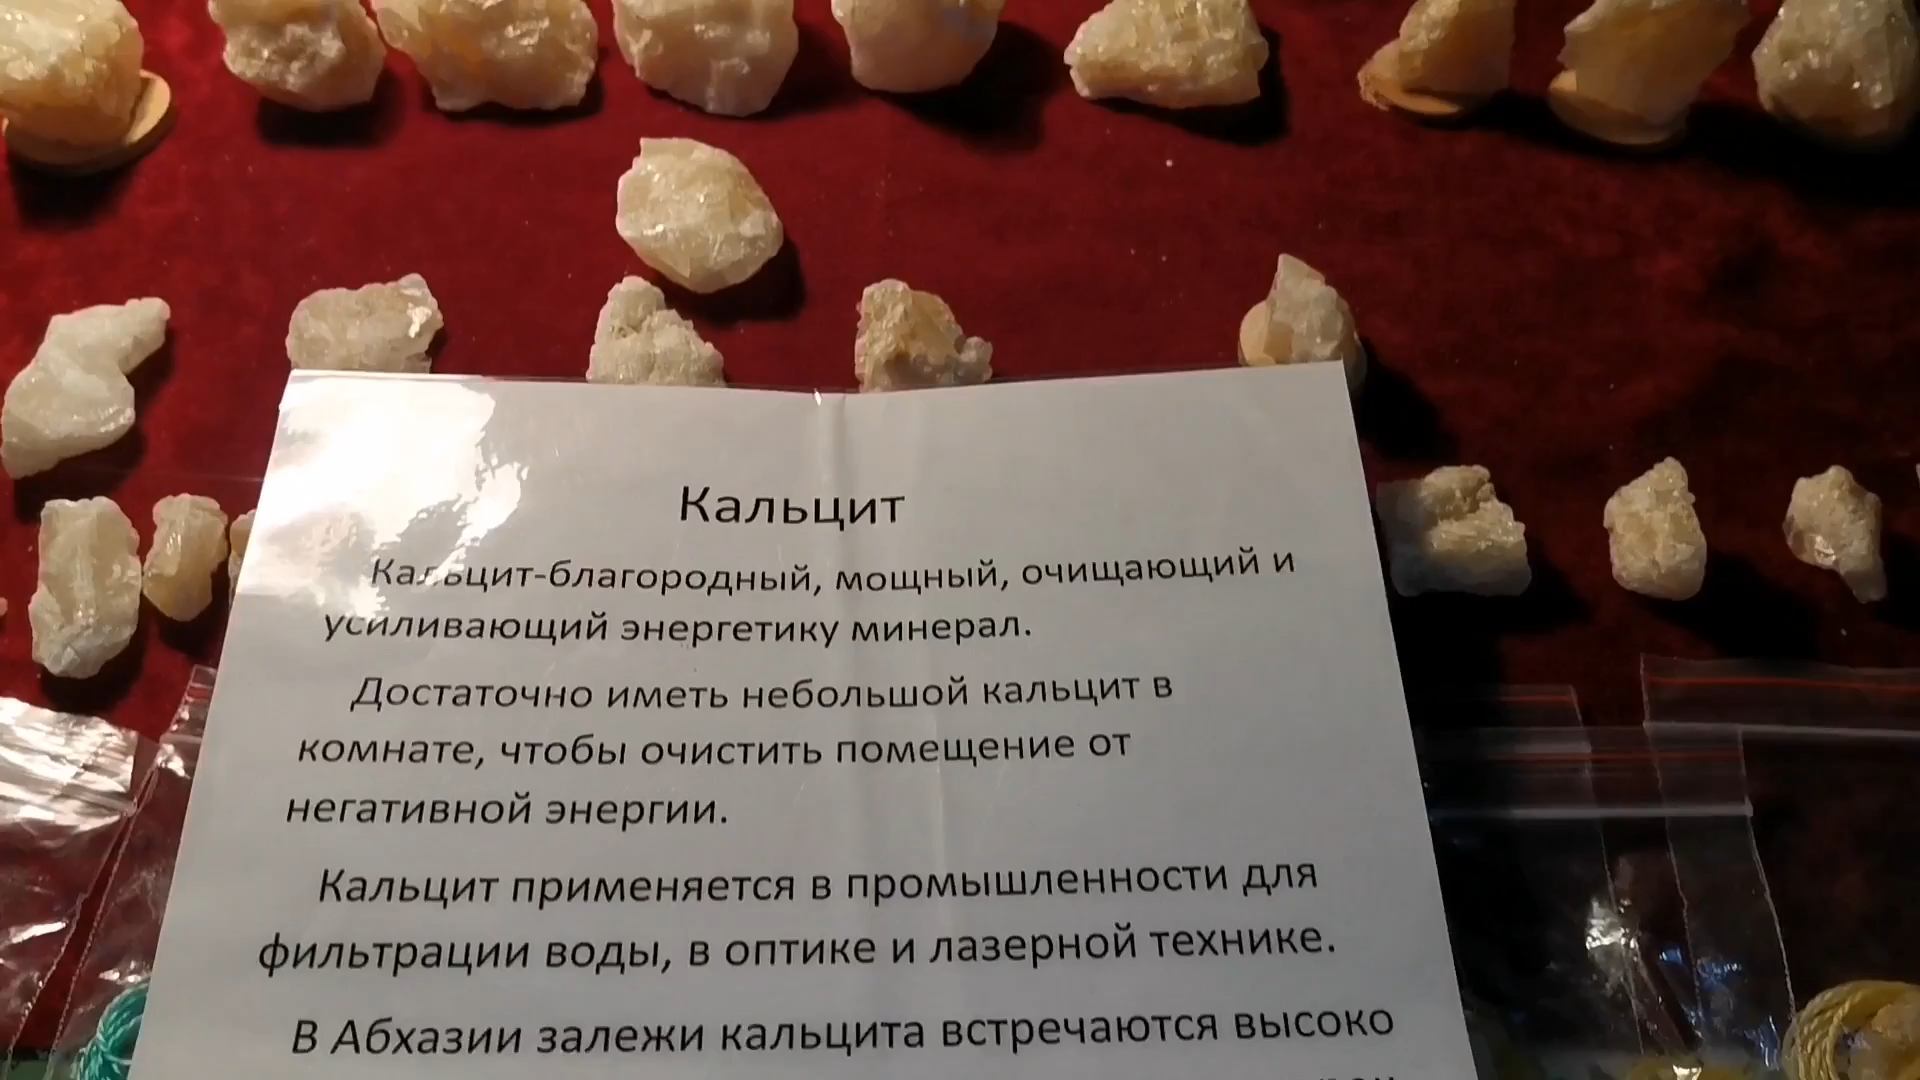 Кальцит
Кальцит-благородный, мощный, очищающий и
усиливающий энергетику минерал.
Достаточно иметь небольшой кальцит в
комнате, чтобы очистить помещение от
негативной энергии.
Кальцит применяется в промышленности для
фильтрации воды, в оптике и лазерной технике.
В Абхазии залежи кальцита встречаются высоко